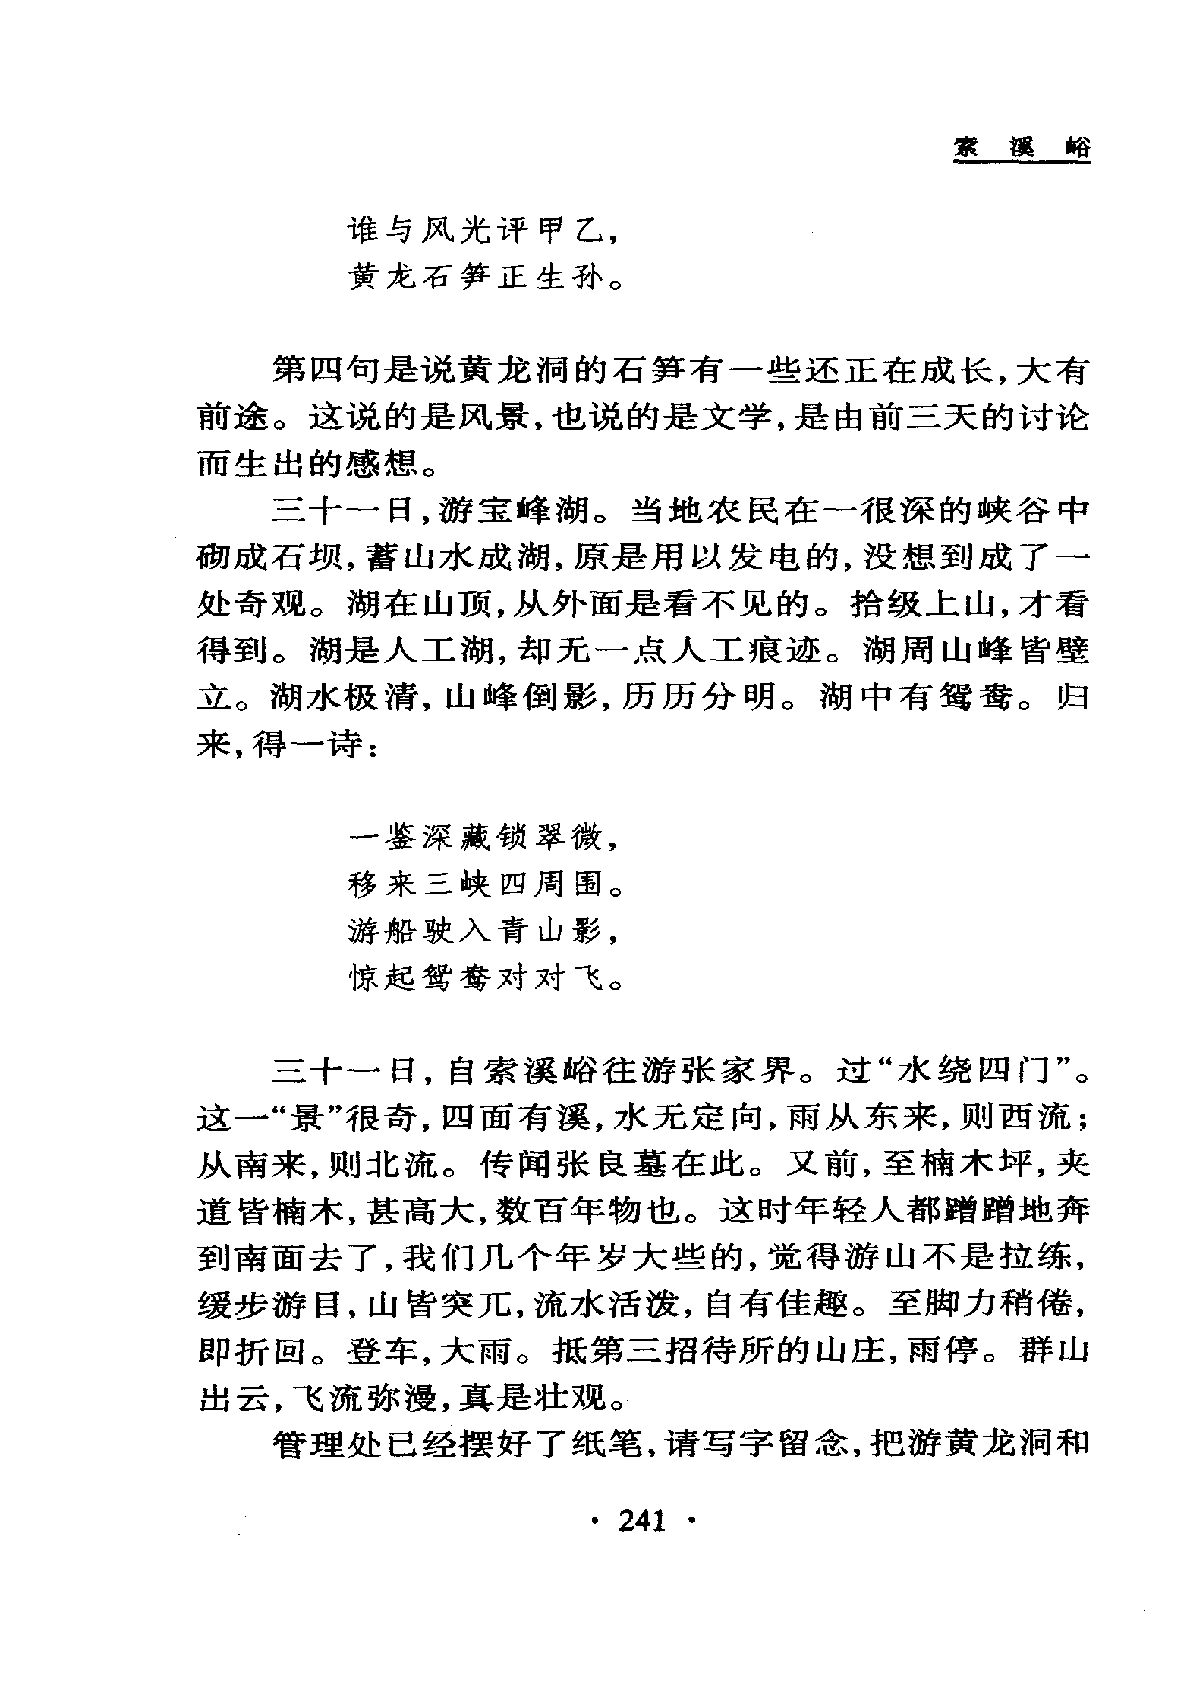 索溪峪
谁与风光评甲乙，
黄龙石笋正生孙。
第四句是说黄龙洞的石笋有一些还正在成长，大有
前途。这说的是风景，也说的是文学，是由前三天的讨论
而生出的感想。
三十一日，游宝峰湖。当地农民在一很深的峡谷中
砌成石坝，蓄山水成湖，原是用以发电的，没想到成了一
处奇观。湖在山顶，从外面是看不见的。拾级上山，才看
得到。湖是人工湖，却无一点人工痕迹。湖周山峰皆壁
立。湖水极清，山峰倒影，历历分明。湖中有鸳鸯。归
来，得一诗：
一鉴深藏锁翠微，
移来三峡四周围。
游船驶入青山影，
惊起鸳鸯对对飞。
三十一日，自索溪峪往游张家界。过“水绕四门”。
这一“景”很奇，四面有溪，水无定向，雨从东来，则西流；
从南来，则北流。传闻张良墓在此。又前，至楠木坪，夹
道皆楠木，甚高大，数百年物也。这时年轻人都蹭蹭地奔
到南面去了，我们几个年岁大些的，觉得游山不是拉练，
缓步游目，山皆突兀，流水活泼，自有佳趣。至脚力稍倦，
即折回。登车，大雨。抵第三招待所的山庄，雨停。群山
出云，飞流弥漫，真是壮观。
管理处已经摆好了纸笔，请写字留念，把游黄龙洞和
· 241 ·